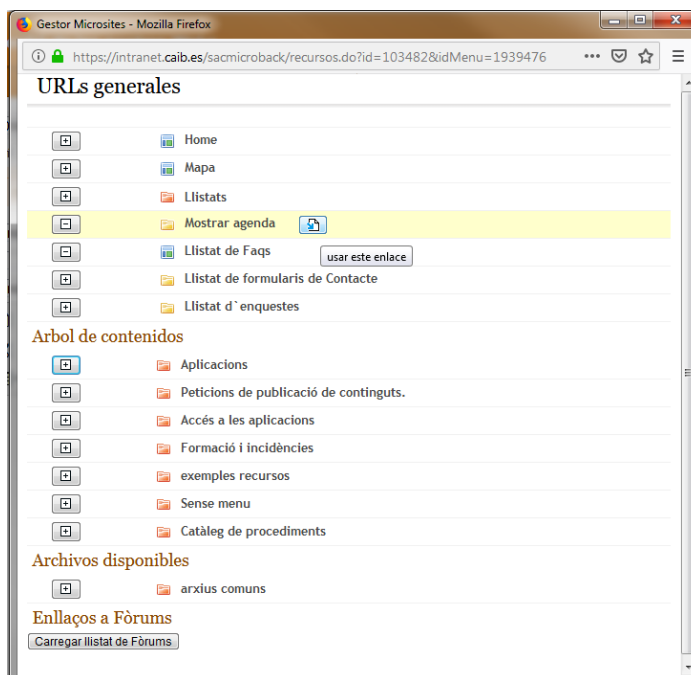 Gestor Microsites - Mozilla Firefox
https://intranet.caib.es/sacmicroback/recursos.do?id=103482&idMenu=1939476
URLs generales
Home
Mapa
Llistats
Mostrar agenda
Llistat de Faqs
usar este enlace
Llistat de formularis de Contacte
Llistat d`enquestes
Arbol de contenidos
Aplicacions
Peticions de publicació de continguts.
Accés a les aplicacions
Formació i incidències
exemples recursos
Sense menu
Catàleg de procediments
Archivos disponibles
arxius comuns
Enllaços a Fòrums
Carregar llistat de Fòrums